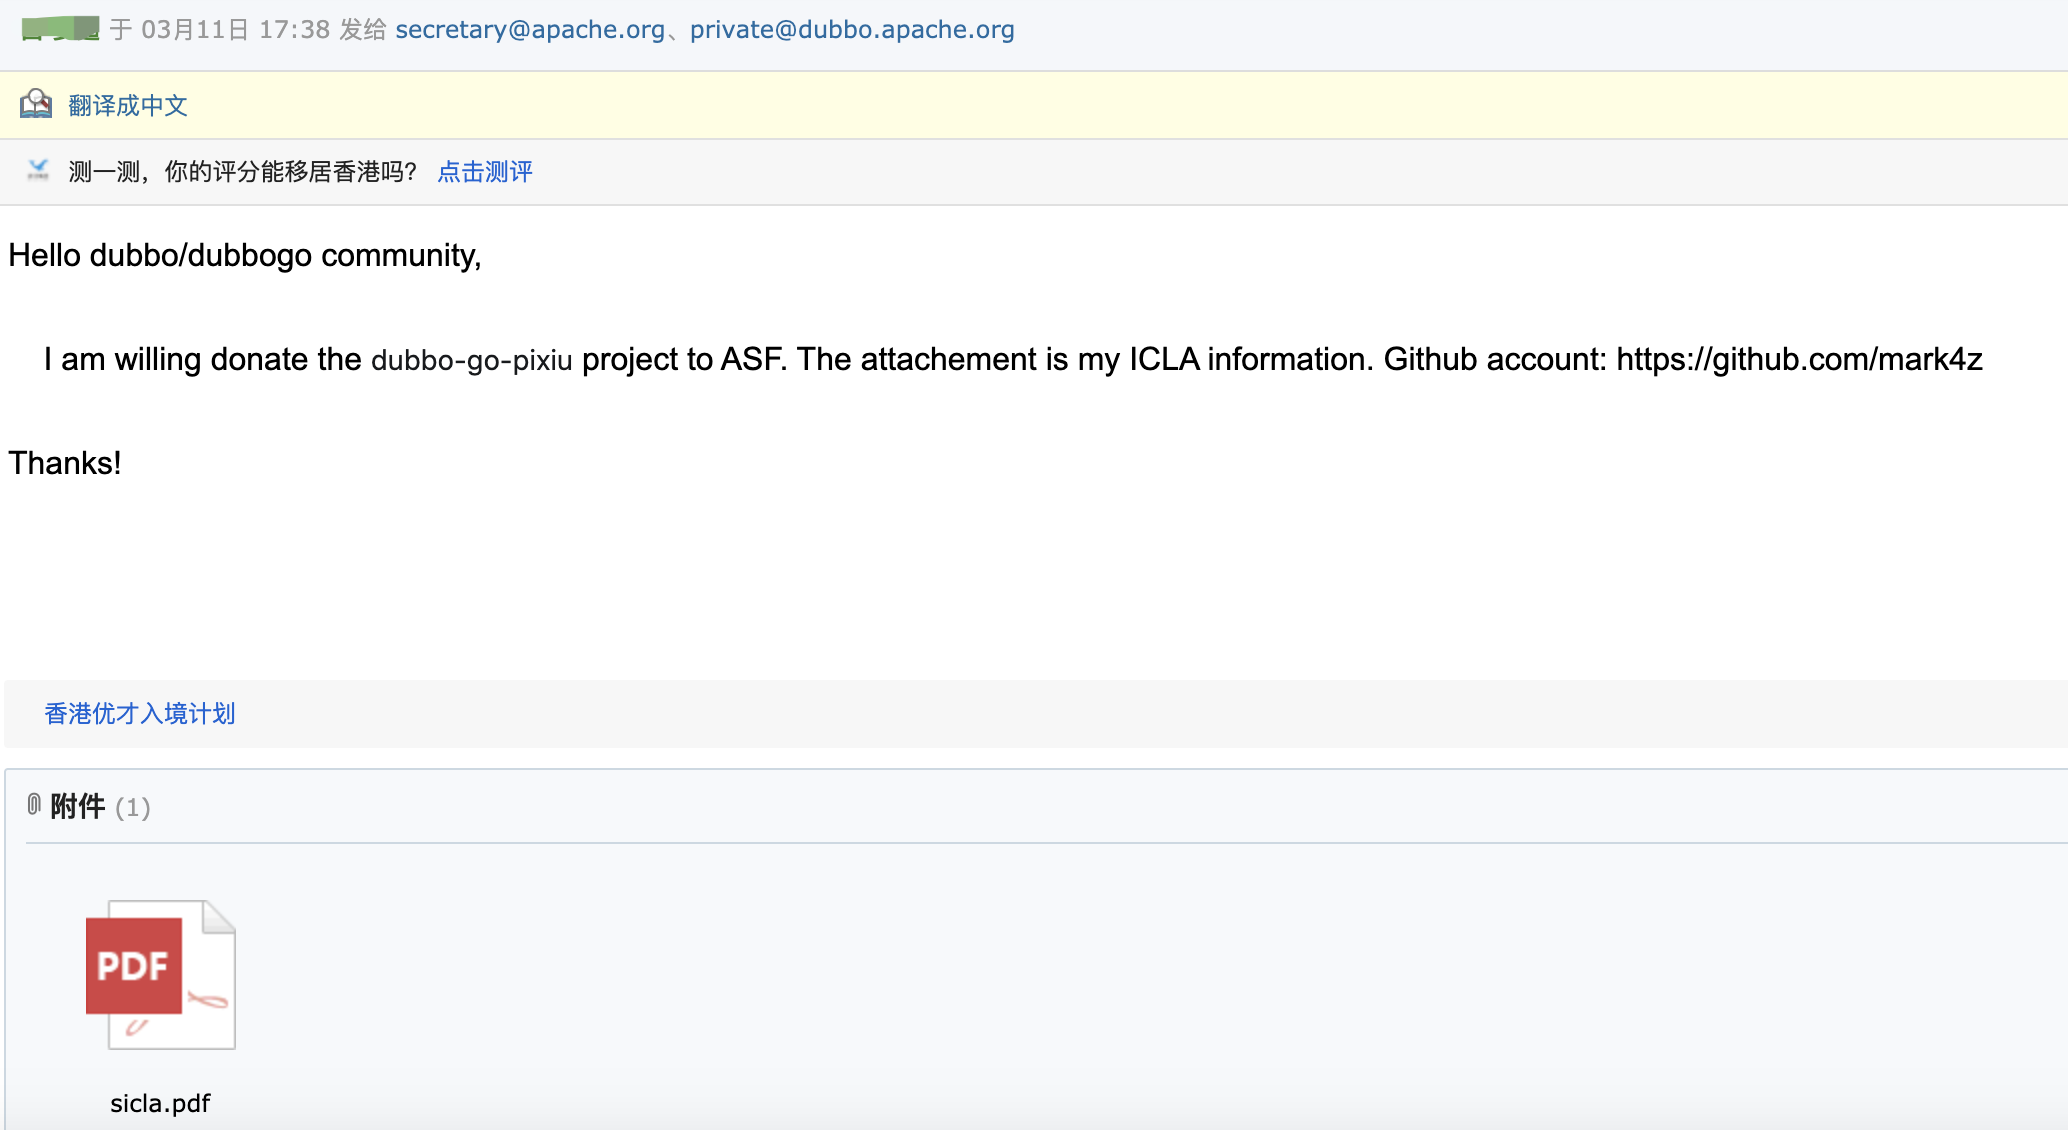 于 03月11日 17:38 发给 secretary@apache.org、private@dubbo.apache.org
翻译成中文
测一测，你的评分能移居香港吗？ 点击测评
Hello dubbo/dubbogo community,
I am willing donate the dubbo-go-pixiu project to ASF. The attachement is my ICLA information. Github account: https://github.com/mark4z
Thanks!
香港优才入境计划
附件 (1)
PDF
sicla.pdf